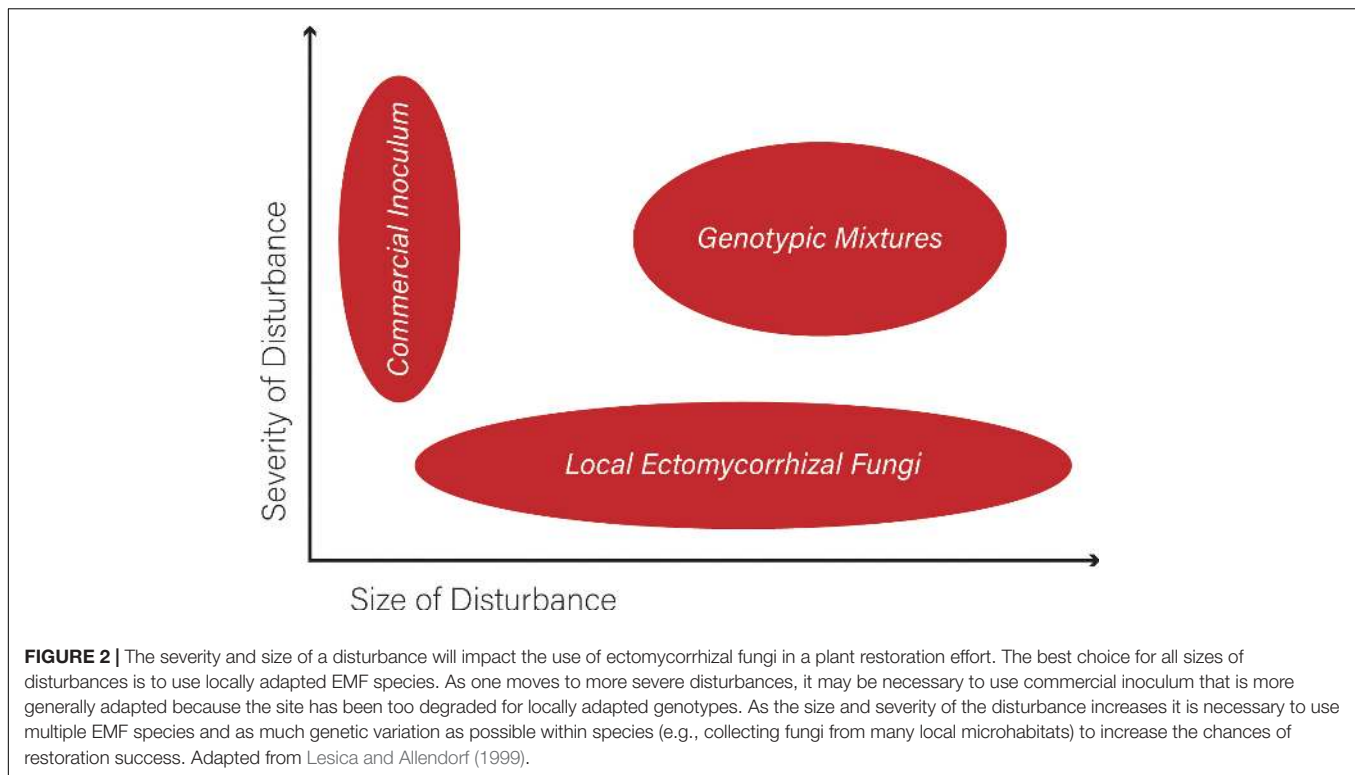 Severity of Disturbance
Commercial Inoculum
Genotypic Mixtures
Local Ectomycorrhizal Fungi
Size of Disturbance
FIGURE 2 | The severity and size of a disturbance will impact the use of ectomycorrhizal fungi in a plant restoration effort. The best choice for all sizes of
disturbances is to use locally adapted EMF species. As one moves to more severe disturbances, it may be necessary to use commercial inoculum that is more
generally adapted because the site has been too degraded for locally adapted genotypes. As the size and severity of the disturbance increases it is necessary to use
multiple EMF species and as much genetic variation as possible within species (e.g., collecting fungi from many local microhabitats) to increase the chances of
restoration success. Adapted from Lesica and Allendorf (1999).